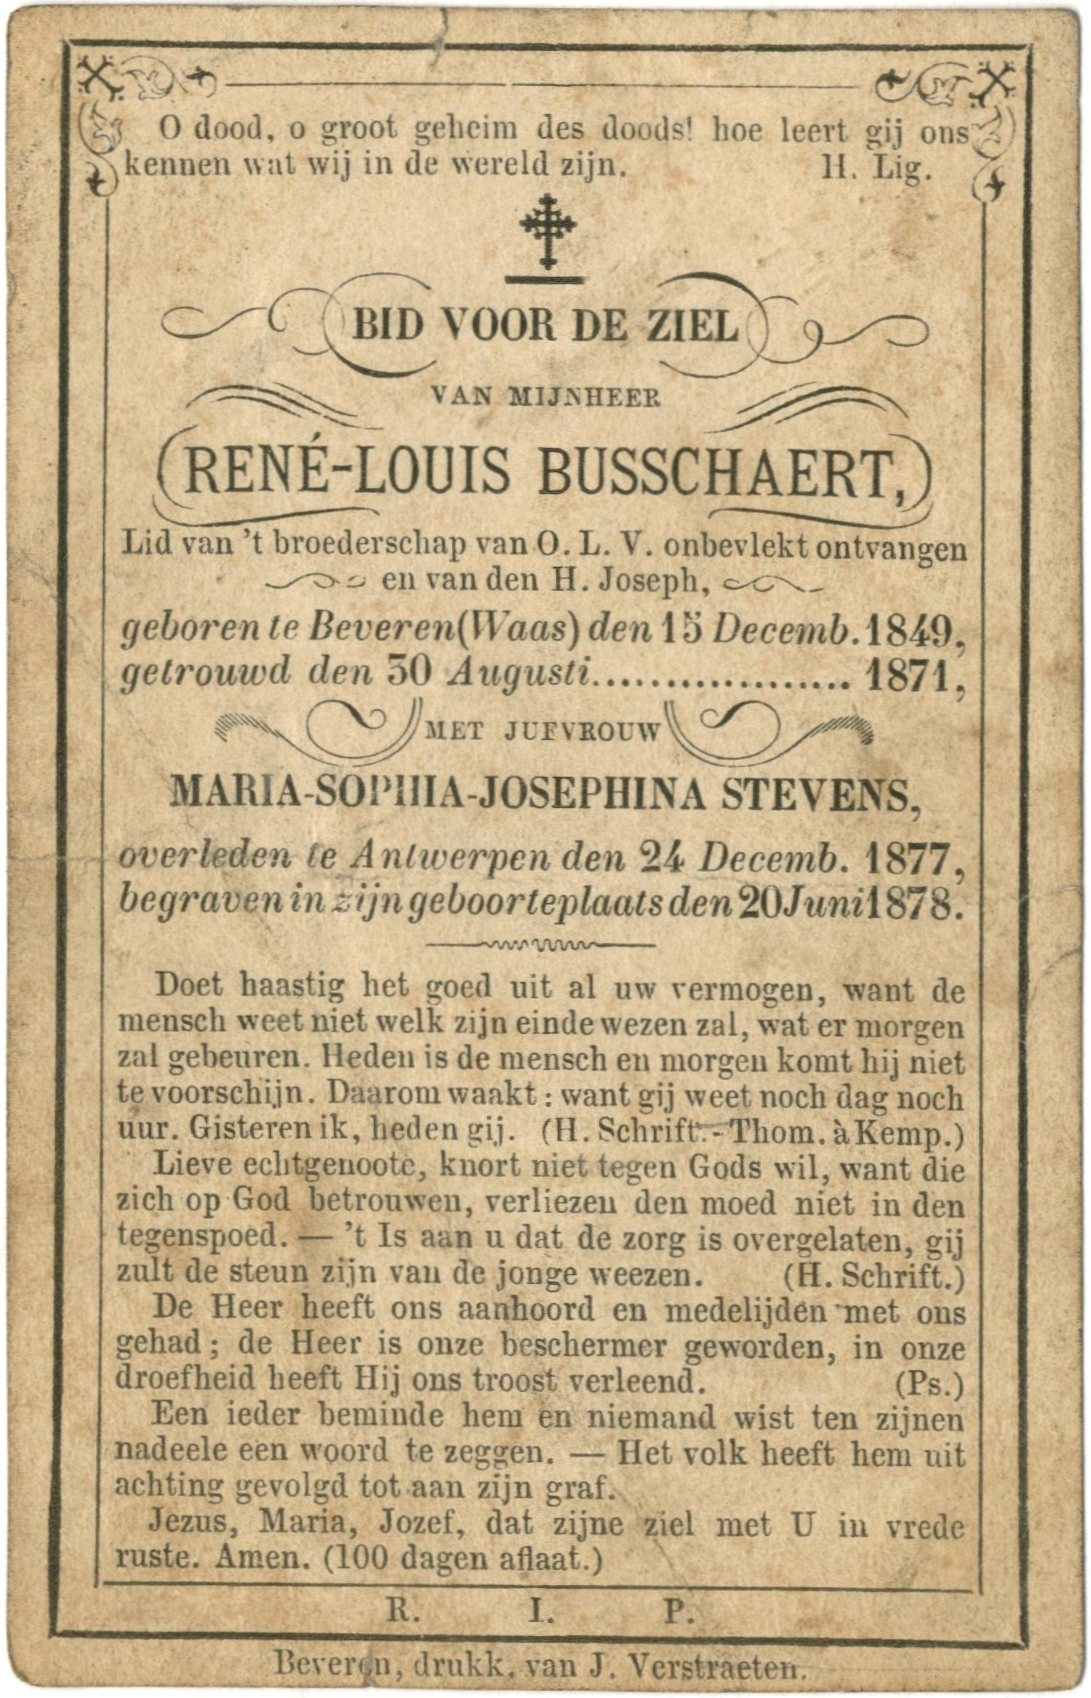 O dood, o groot geheim des doods! hoe leert gij ons
kennen wat wij in de wereld zijn. H. Lig.
BID VOOR DE ZIEL
VAN MIJNHEER
RENÉ-LOUIS BUSSCHAERT,
Lid van 't broederschap van O. L. V. onbevlekt ontvangen
en van den H. Joseph,
geboren te Beveren (Waas) den 15 Decemb. 1849,
getrouwd den 30 Augusti.................. 1871,
MET JUFVROUW
MARIA-SOPHIA-JOSEPHINA STEVENS,
overleden te Antwerpen den 24 Decemb. 1877,
begraven in zijn geboorteplaats den 20 Juni 1878.
Doet haastig het goed uit al uw vermogen, want de
mensch weet niet welk zijn einde wezen zal, wat er morgen
zal gebeuren. Heden is de mensch en morgen komt hij niet
te voorschijn. Daarom waakt : want gij weet noch dag noch
uur. Gisteren ik, heden gij. (H. Schrift. - Thom. à Kemp.)
Lieve echtgenoote, knort niet tegen Gods wil, want die
zich op God betrouwen, verliezen den moed niet in den
tegenspoed. — 't Is aan u dat de zorg is overgelaten, gij
zult de steun zijn van de jonge weezen. (H. Schrift.)
De Heer heeft ons aanhoord en medelijden met ons
gehad ; de Heer is onze beschermer geworden, in onze
droefheid heeft Hij ons troost verleend. (Ps.)
Een ieder beminde hem en niemand wist ten zijnen
nadeele een woord te zeggen. — Het volk heeft hem uit
achting gevolgd tot aan zijn graf.
Jezus, Maria, Jozef, dat zijne ziel met U in vrede
ruste. Amen. (100 dagen aflaat.)
R. I. P.
Beveren, drukk. van J. Verstraeten.